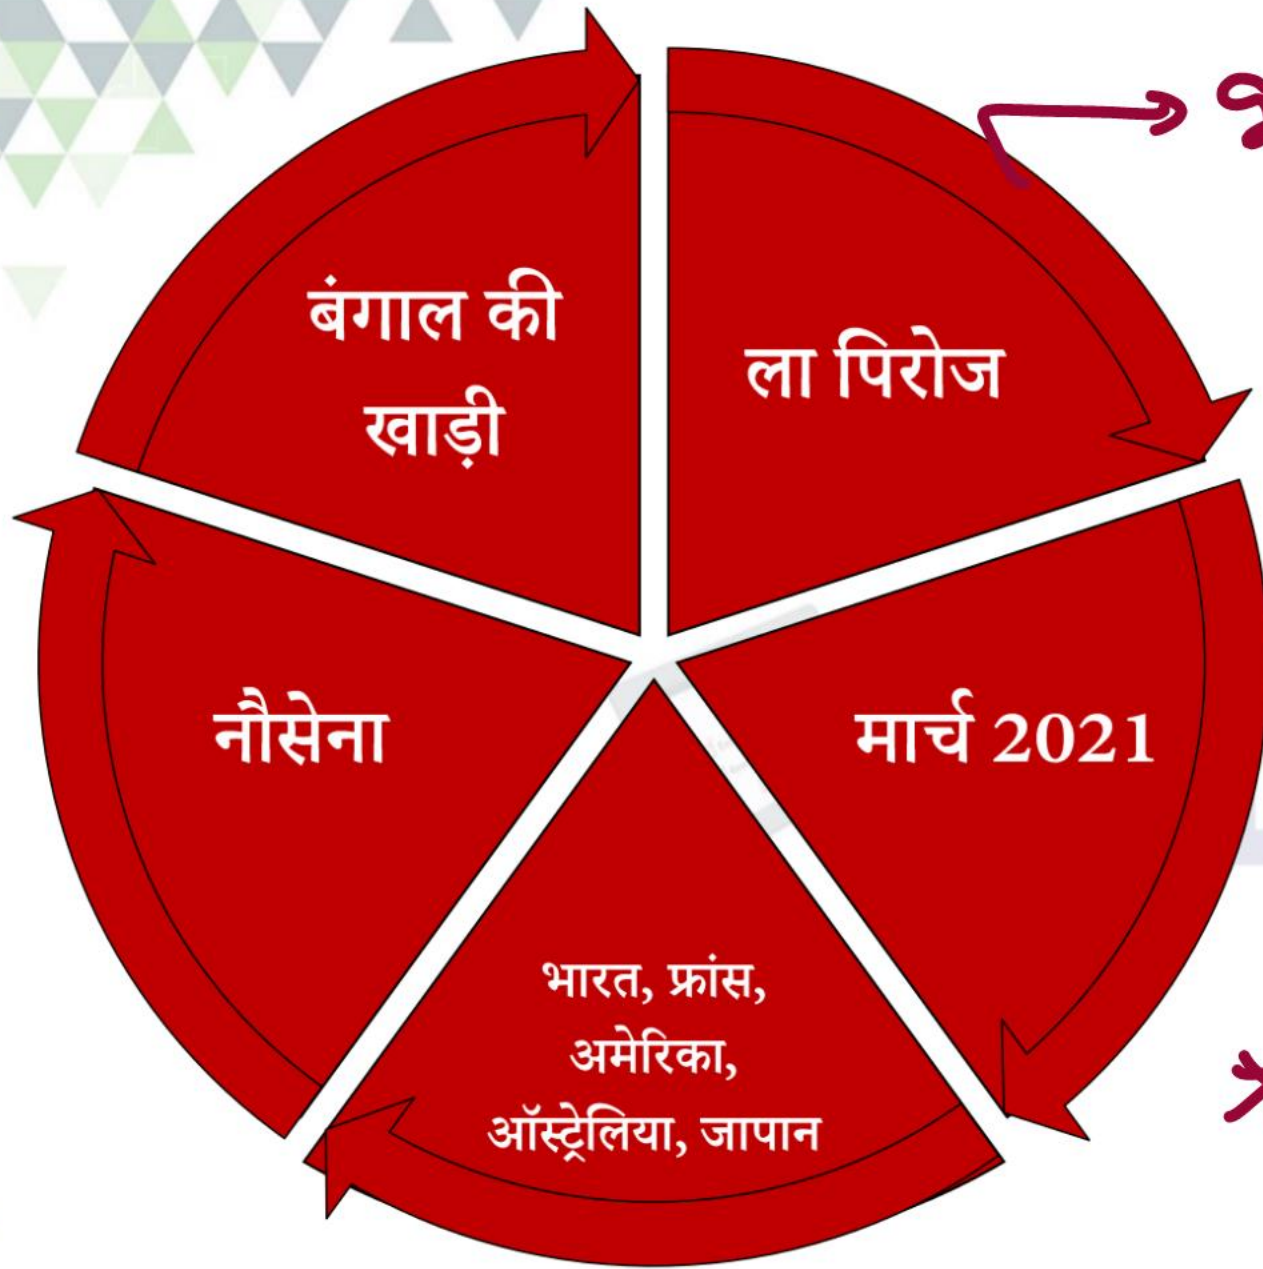 बंगाल की
खाड़ी
ला पिरोज
नौसेना
मार्च 2021
भारत, फ्रांस,
अमेरिका,
ऑस्ट्रेलिया, जापान